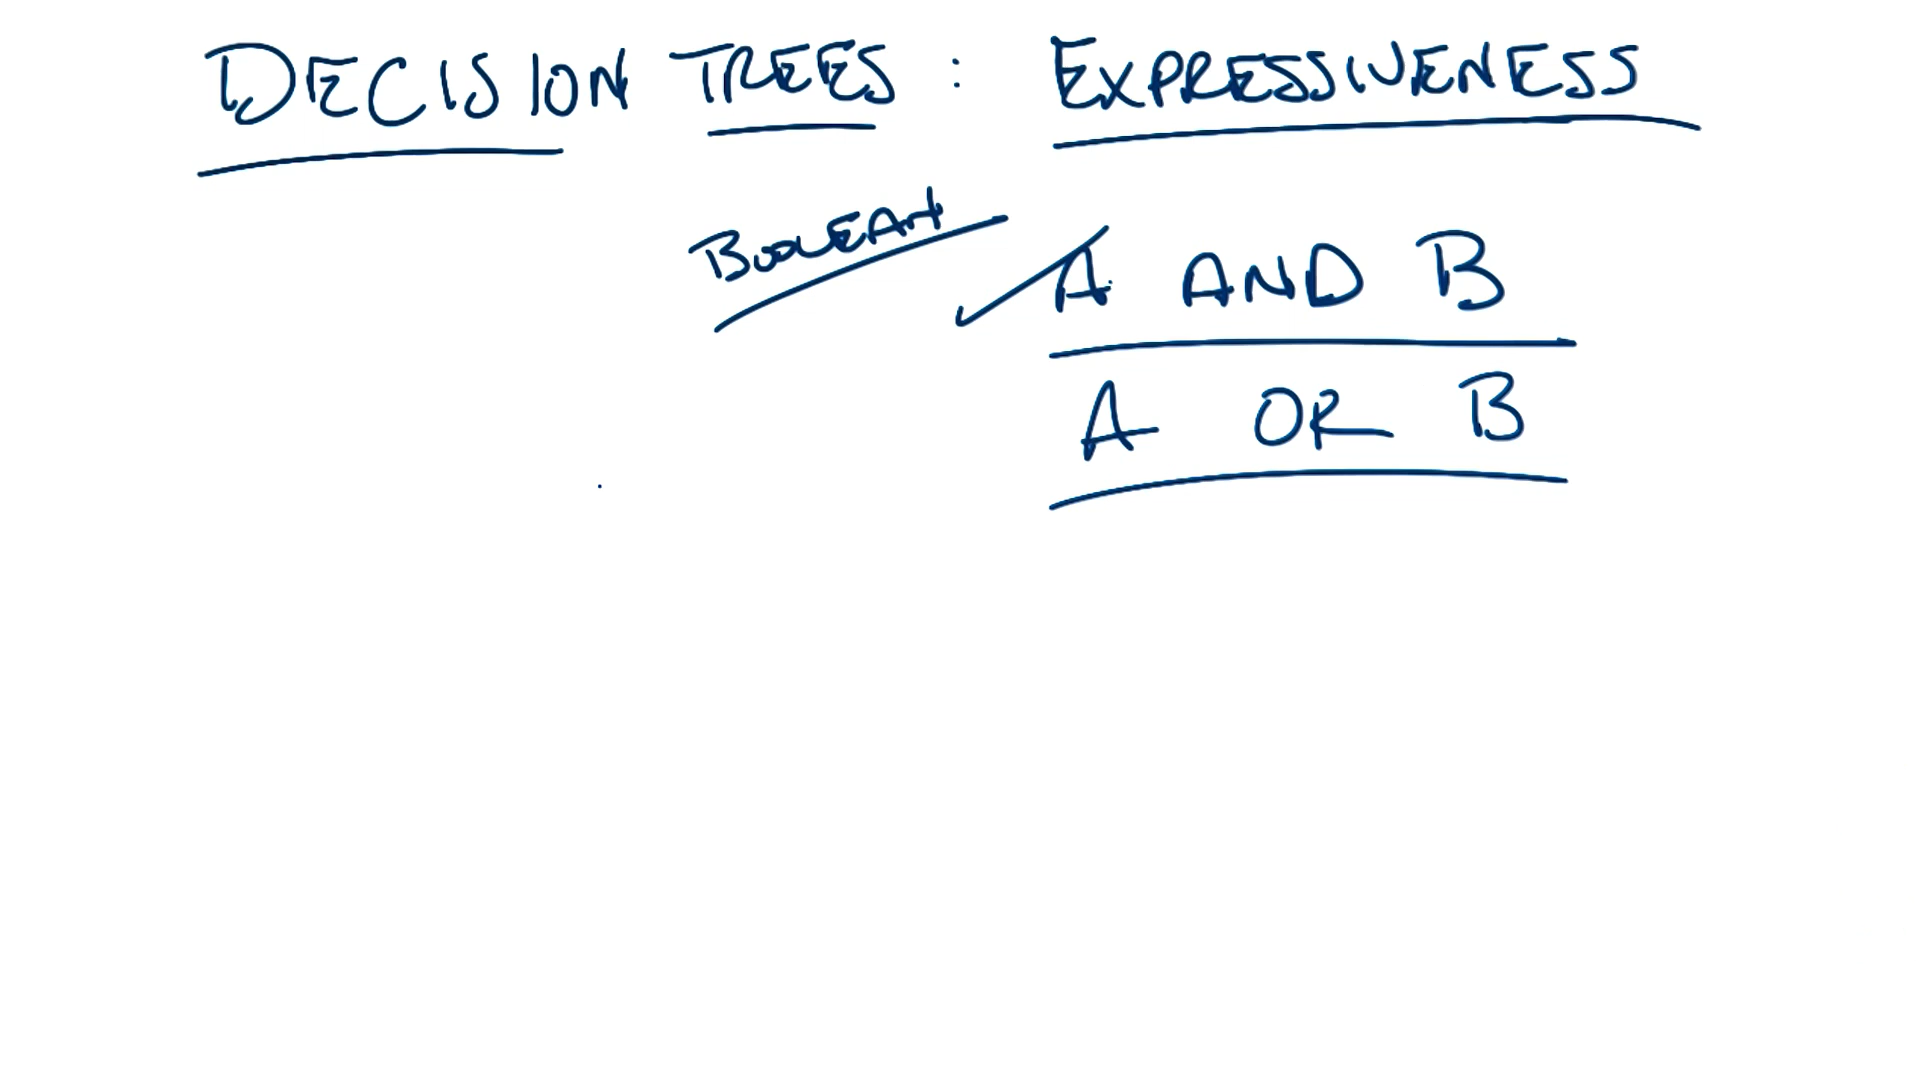 DECISION TREES : EXPRESSIVENESS
BOOLEAN
A AND B
A OR B